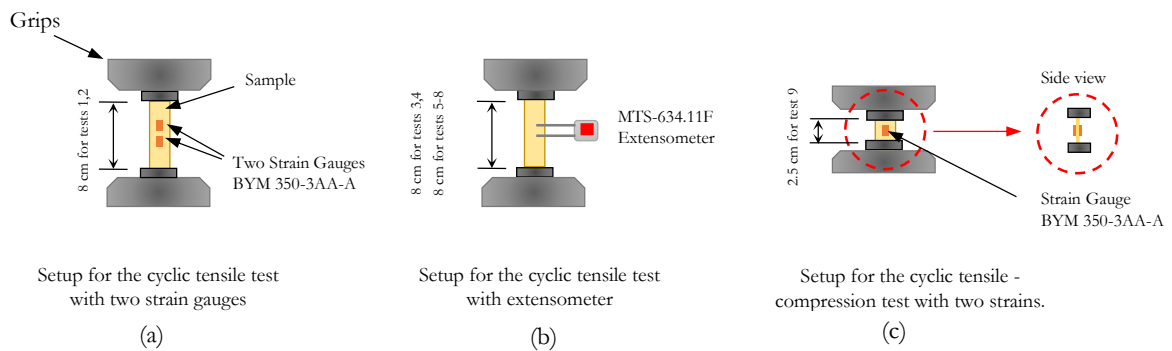 Grips
Sample
8 cm for tests 1,2
Two Strain Gauges
BYM 350-3AA-A
Setup for the cyclic tensile test
with two strain gauges
(a)
8 cm for tests 3,4
8 cm for tests 5-8
MTS-634.11F
Extensometer
Setup for the cyclic tensile test
with extensometer
(b)
2.5 cm for test 9
Side view
Strain Gauge
BYM 350-3AA-A
Setup for the cyclic tensile -
compression test with two strains.
(c)